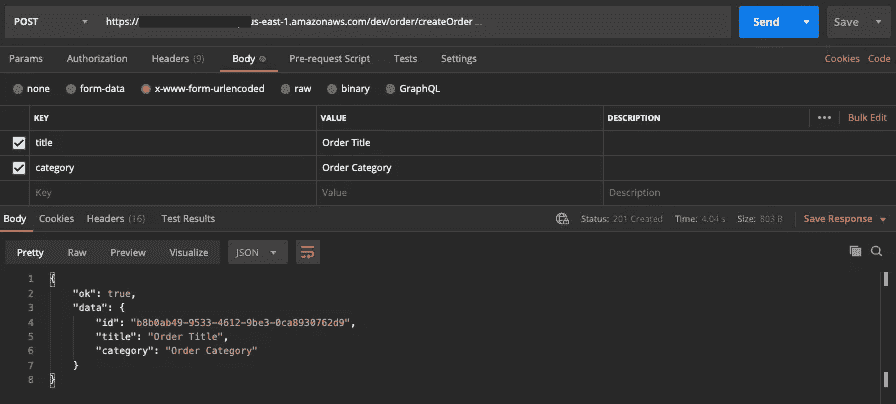 POST https:// us-east-1.amazonaws.com/dev/order/createOrder ... Send Save
Params Authorization Headers (9) Body Pre-request Script Tests Settings Cookies Code
none form-data x-www-form-urlencoded raw binary GraphQL
KEY VALUE DESCRIPTION ••• Bulk Edit
title Order Title
category Order Category
Key Value Description
Body Cookies Headers (16) Test Results Status: 201 Created Time: 4.04 s Size: 803 B Save Response
Pretty Raw Preview Visualize JSON
1 {
2 "ok": true,
3 "data": {
4 "id": "b8b0ab49-9533-4612-9be3-0ca8930762d9",
5 "title": "Order Title",
6 "category": "Order Category"
7 }
8 }